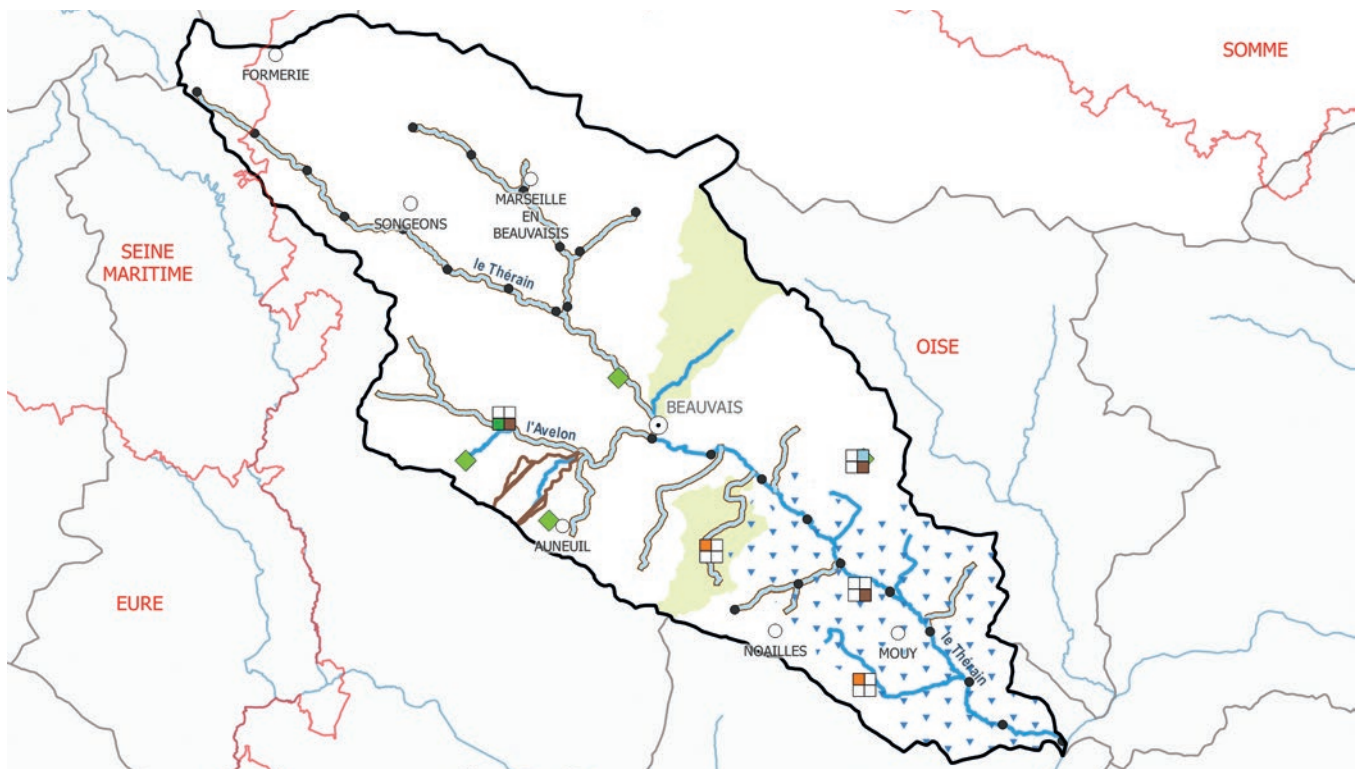 SOMME
FORMERIE
MARSEILLE
EN
BEAUVAISIS
SONGEONS
SEINE
MARITIME
le Thérain
OISE
BEAUVAIS
l'Avelon
AUNEUIL
EURE
NOAILLES
MOUY
le Thérain